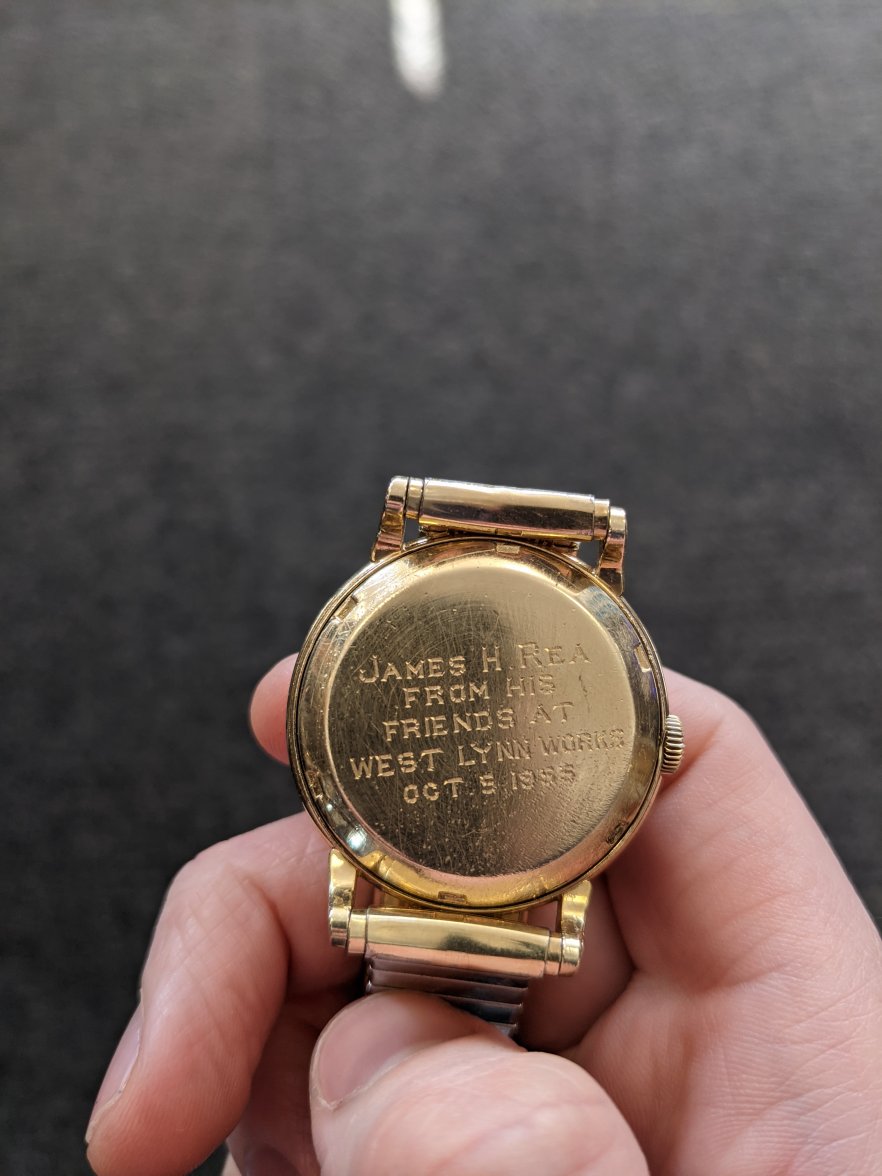 JAMES H. REA
FROM HIS
FRIENDS AT
WEST LYNN WORKS
OCT. 5 1955